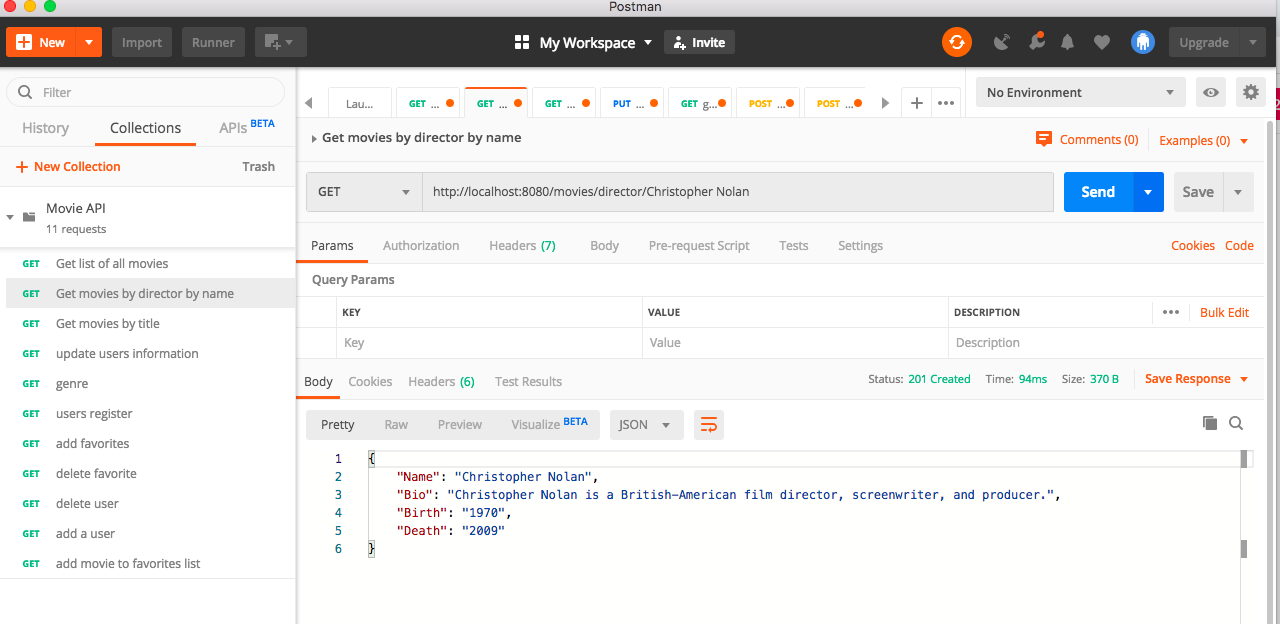 Postman
New Import Runner My Workspace Invite Upgrade
Filter
History Collections APIs BETA
+ New Collection Trash
Movie API
11 requests
GET Get list of all movies
GET Get movies by director by name
GET Get movies by title
GET update users information
GET genre
GET users register
GET add favorites
GET delete favorite
GET delete user
GET add a user
GET add movie to favorites list
Lau... GET ... GET ... GET ... PUT ... GET g... POST ... POST ... + ••• No Environment
Get movies by director by name Comments (0) Examples (0)
GET http://localhost:8080/movies/director/Christopher Nolan Send Save
Params Authorization Headers (7) Body Pre-request Script Tests Settings Cookies Code
Query Params
KEY VALUE DESCRIPTION ••• Bulk Edit
Key Value Description
Body Cookies Headers (6) Test Results Status: 201 Created Time: 94ms Size: 370 B Save Response
Pretty Raw Preview Visualize BETA JSON
1 {
2 "Name": "Christopher Nolan",
3 "Bio": "Christopher Nolan is a British-American film director, screenwriter, and producer.",
4 "Birth": "1970",
5 "Death": "2009"
6 }